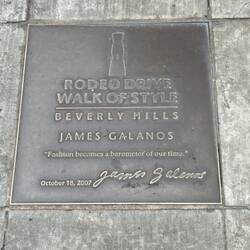 RODEO DRIVE
WALK OF STYLE
BEVERLY HILLS
JAMES GALANOS
"Fashion becomes a barometer of our time."
October 18, 2007 James Galanos